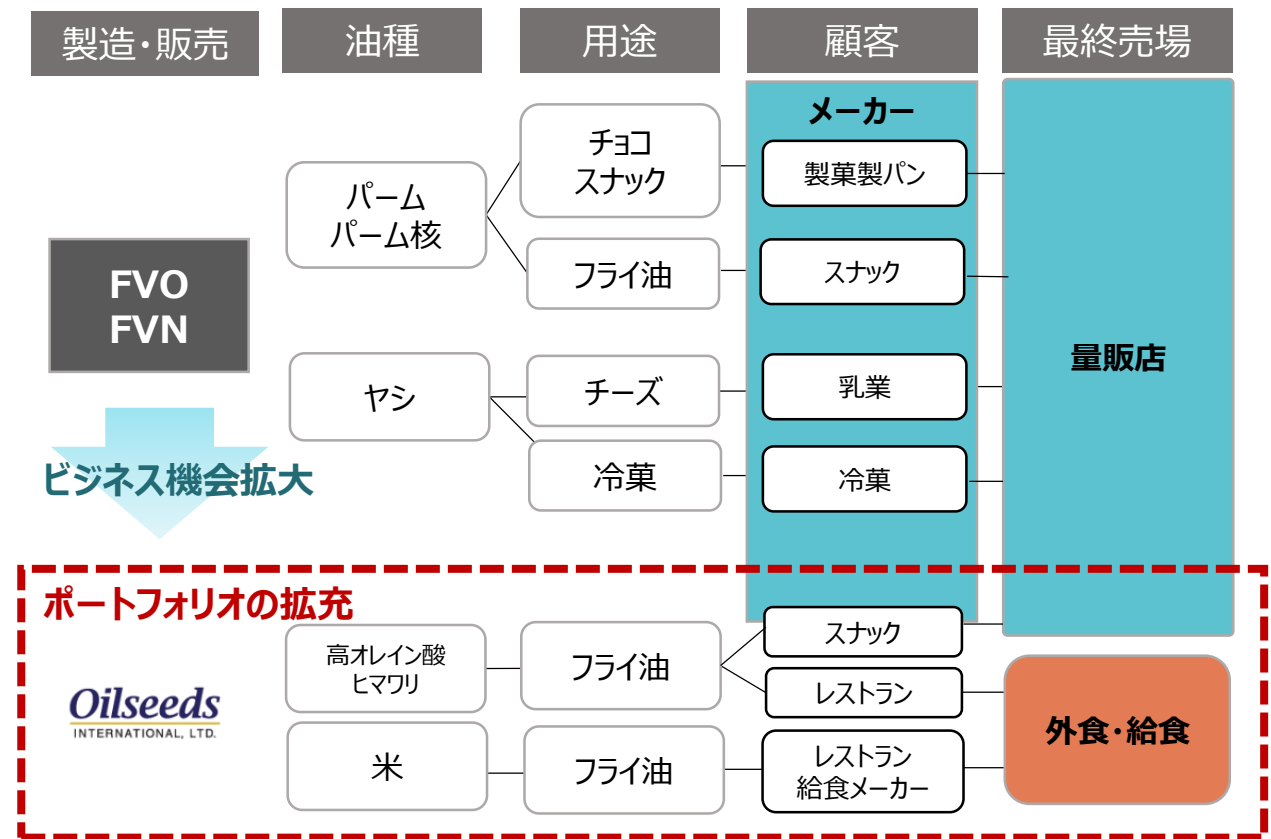 製造・販売
油種
用途
顧客
最終売場
メーカー
チョコ
スナック
製菓製パン
パーム
パーム核
フライ油
スナック
FVO
FVN
量販店
ヤシ
チーズ
乳業
冷菓
冷菓
ビジネス機会拡大
ポートフォリオの拡充
高オレイン酸
ヒマワリ
フライ油
スナック
レストラン
Oilseeds
INTERNATIONAL, LTD.
外食・給食
米
フライ油
レストラン
給食メーカー